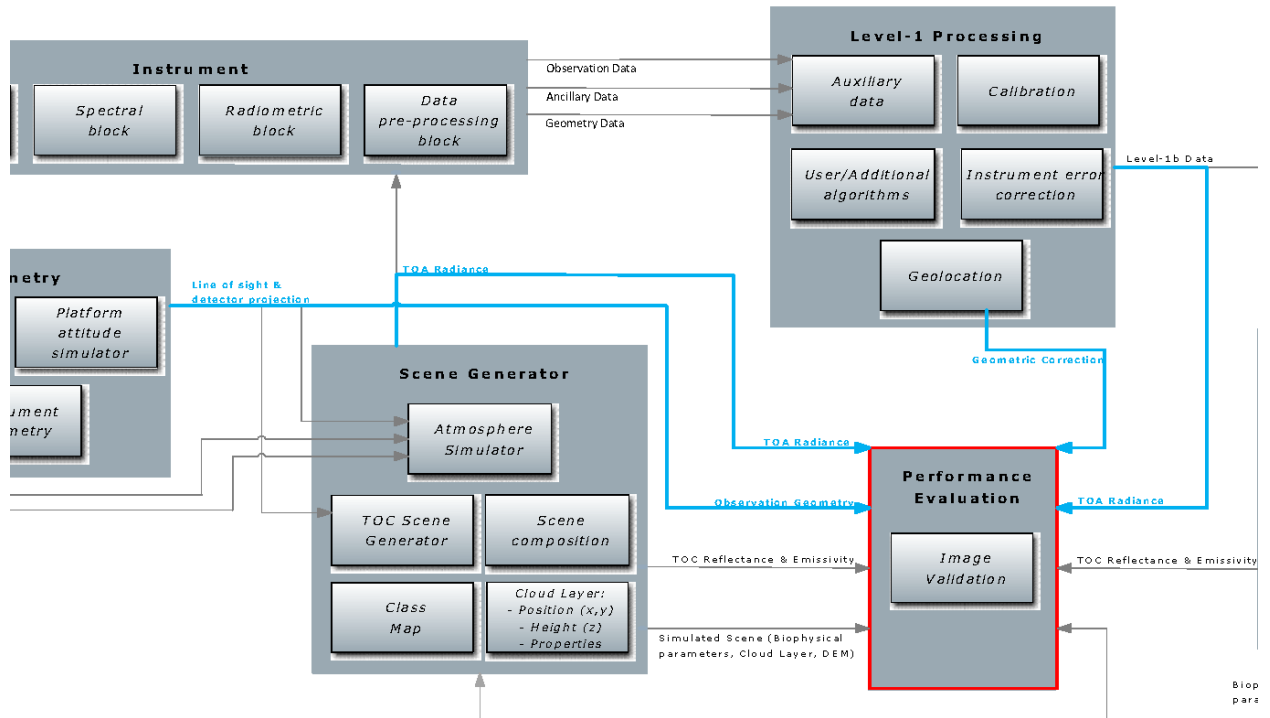 Instrument
Spectral
block
Radiometric
block
Data
pre-processing
block
Observation Data
Ancillary Data
Geometry Data
Level-1 Processing
Auxiliary
data
Calibration
User/Additional
algorithms
Instrument error
correction
Geolocation
Level-1b Data
metry
Platform
attitude
simulator
ument
metry
Line of sight &
detector projection
TOA Radiance
Geometric Correction
Scene Generator
Atmosphere
Simulator
TOC Scene
Generator
Scene
composition
Class
Map
Cloud Layer:
- Position (x,y)
- Height (z)
- Properties
TOA Radiance
Observation Geometry
TOC Reflectance & Emissivity
Simulated Scene (Biophysical
parameters, Cloud Layer, DEM)
Performance
Evaluation
Image
Validation
TOA Radiance
TOC Reflectance & Emissivity
Biop
para